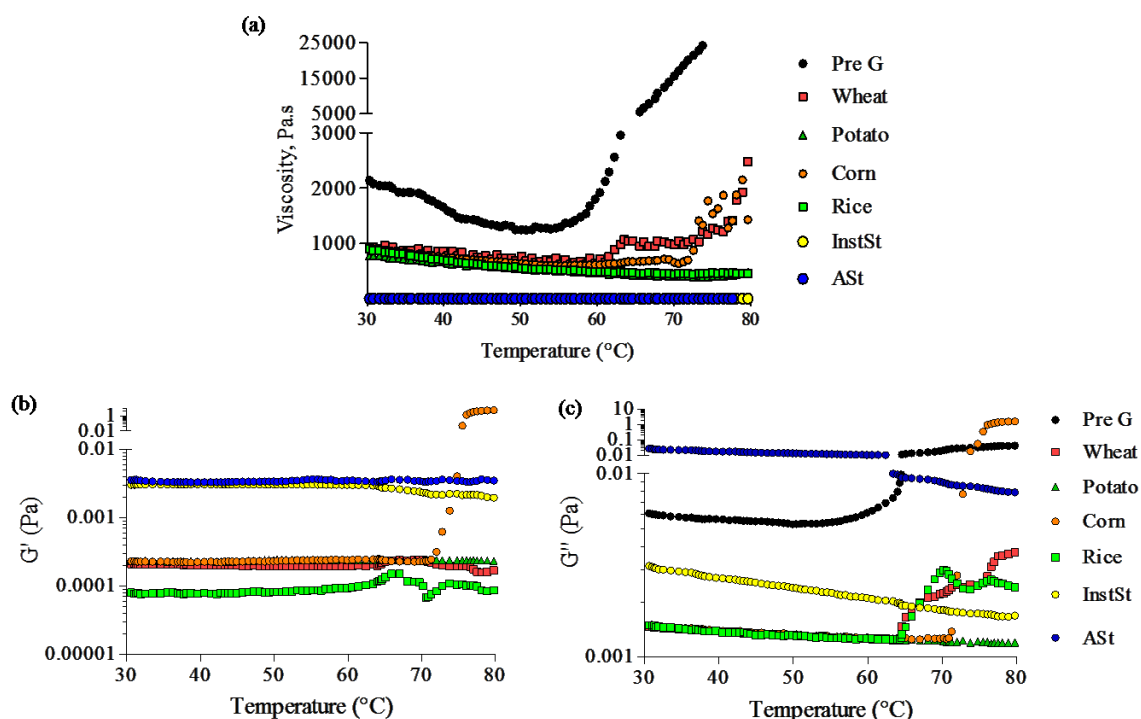 (a)
25000
15000
5000
3000
2000
1000
Viscosity, Pa.s
30 40 50 60 70 80
Temperature (°C)
Pre G
Wheat
Potato
Corn
Rice
InstSt
ASt
(b)
1
0.01
0.01
0.001
0.0001
0.00001
G' (Pa)
30 40 50 60 70 80
Temperature (°C)
(c)
10
1
0.1
0.01
0.01
0.001
G'' (Pa)
30 40 50 60 70 80
Temperature (°C)
Pre G
Wheat
Potato
Corn
Rice
InstSt
ASt